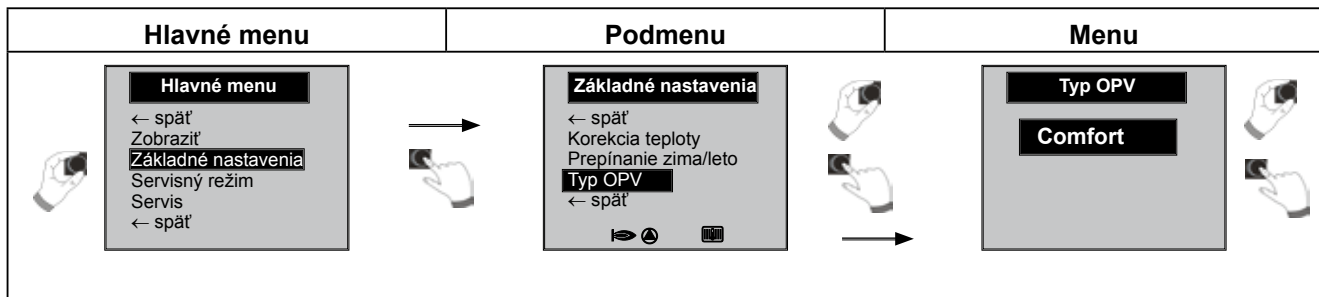 Hlavné menu
Podmenu
Menu
Hlavné menu
← späť
Zobraziť
Základné nastavenia
Servisný režim
Servis
← späť
Základné nastavenia
← späť
Korekcia teploty
Prepínanie zima/leto
Typ OPV
← späť
Typ OPV
Comfort